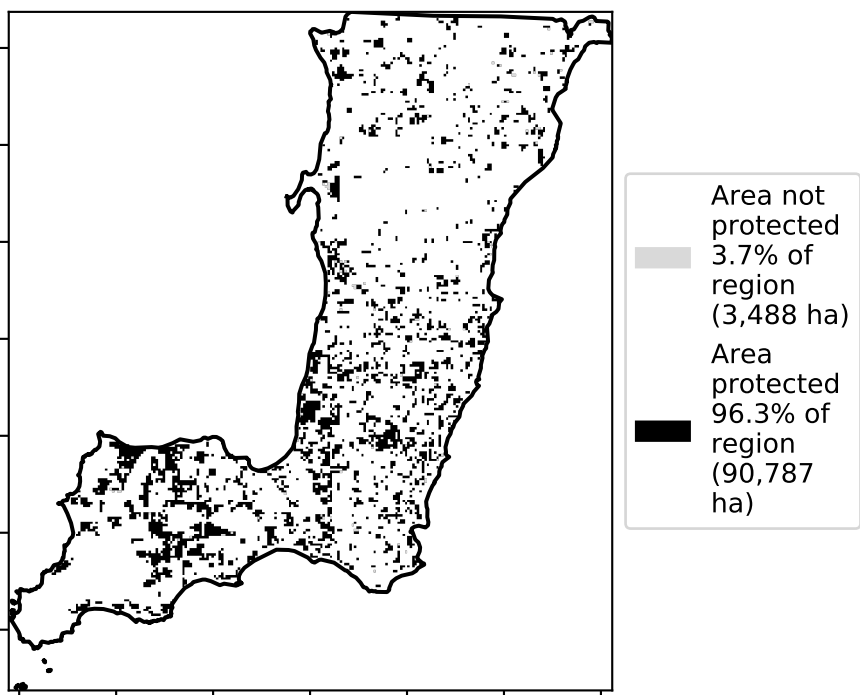 Area not
protected
3.7% of
region
(3,488 ha)
Area
protected
96.3% of
region
(90,787
ha)